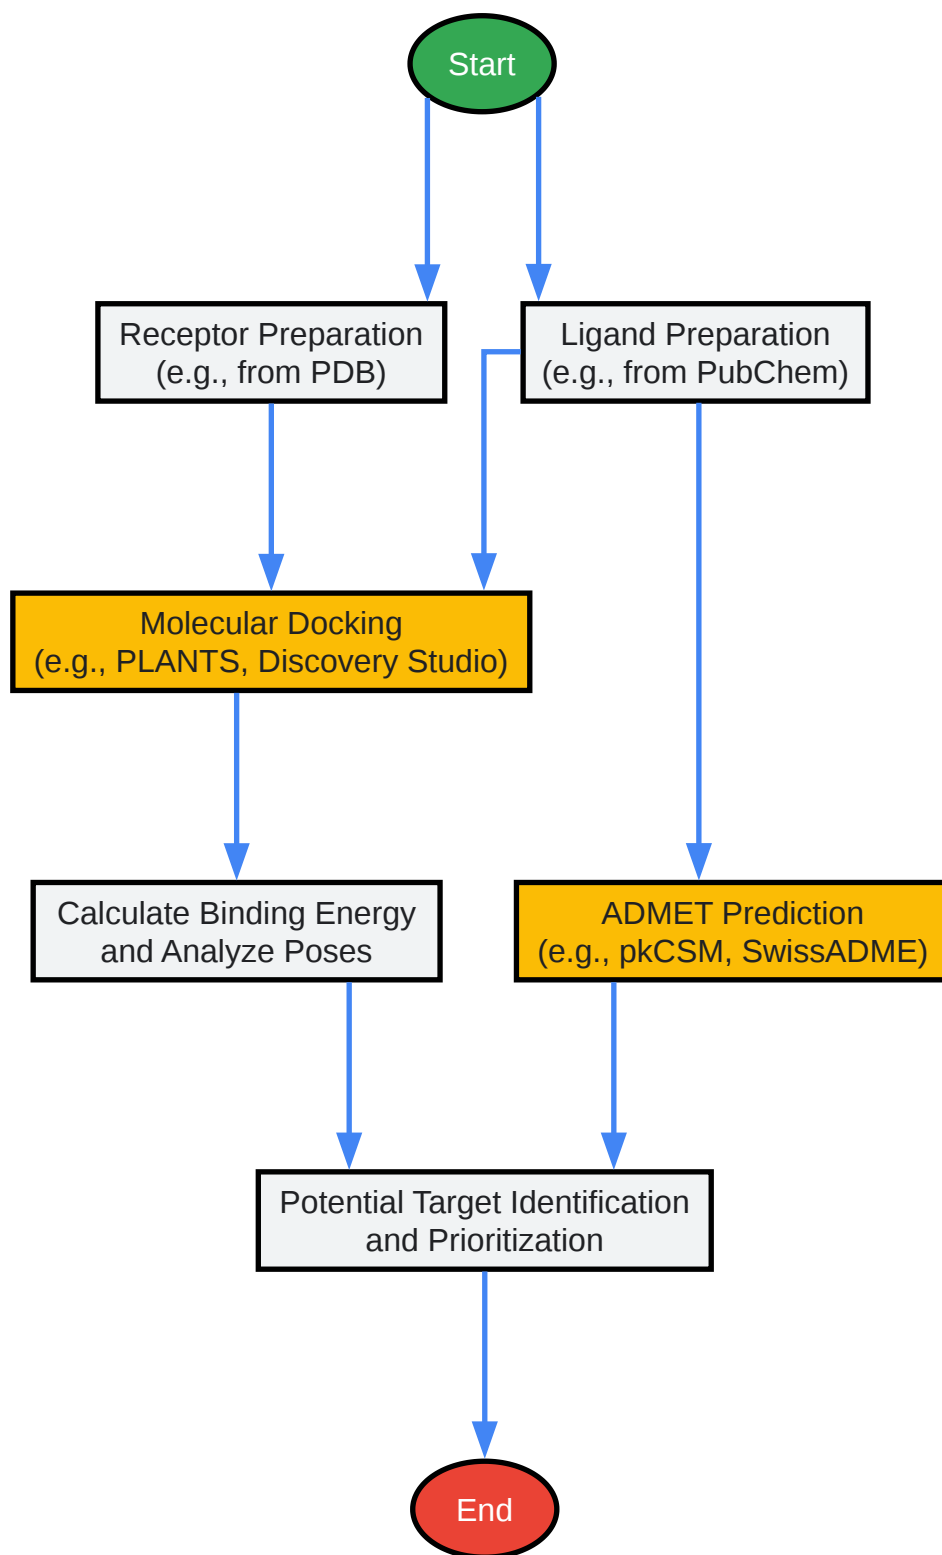 Start
Receptor Preparation
(e.g., from PDB)
Ligand Preparation
(e.g., from PubChem)
Molecular Docking
(e.g., PLANTS, Discovery Studio)
Calculate Binding Energy
and Analyze Poses
ADMET Prediction
(e.g., pkCSM, SwissADME)
Potential Target Identification
and Prioritization
End